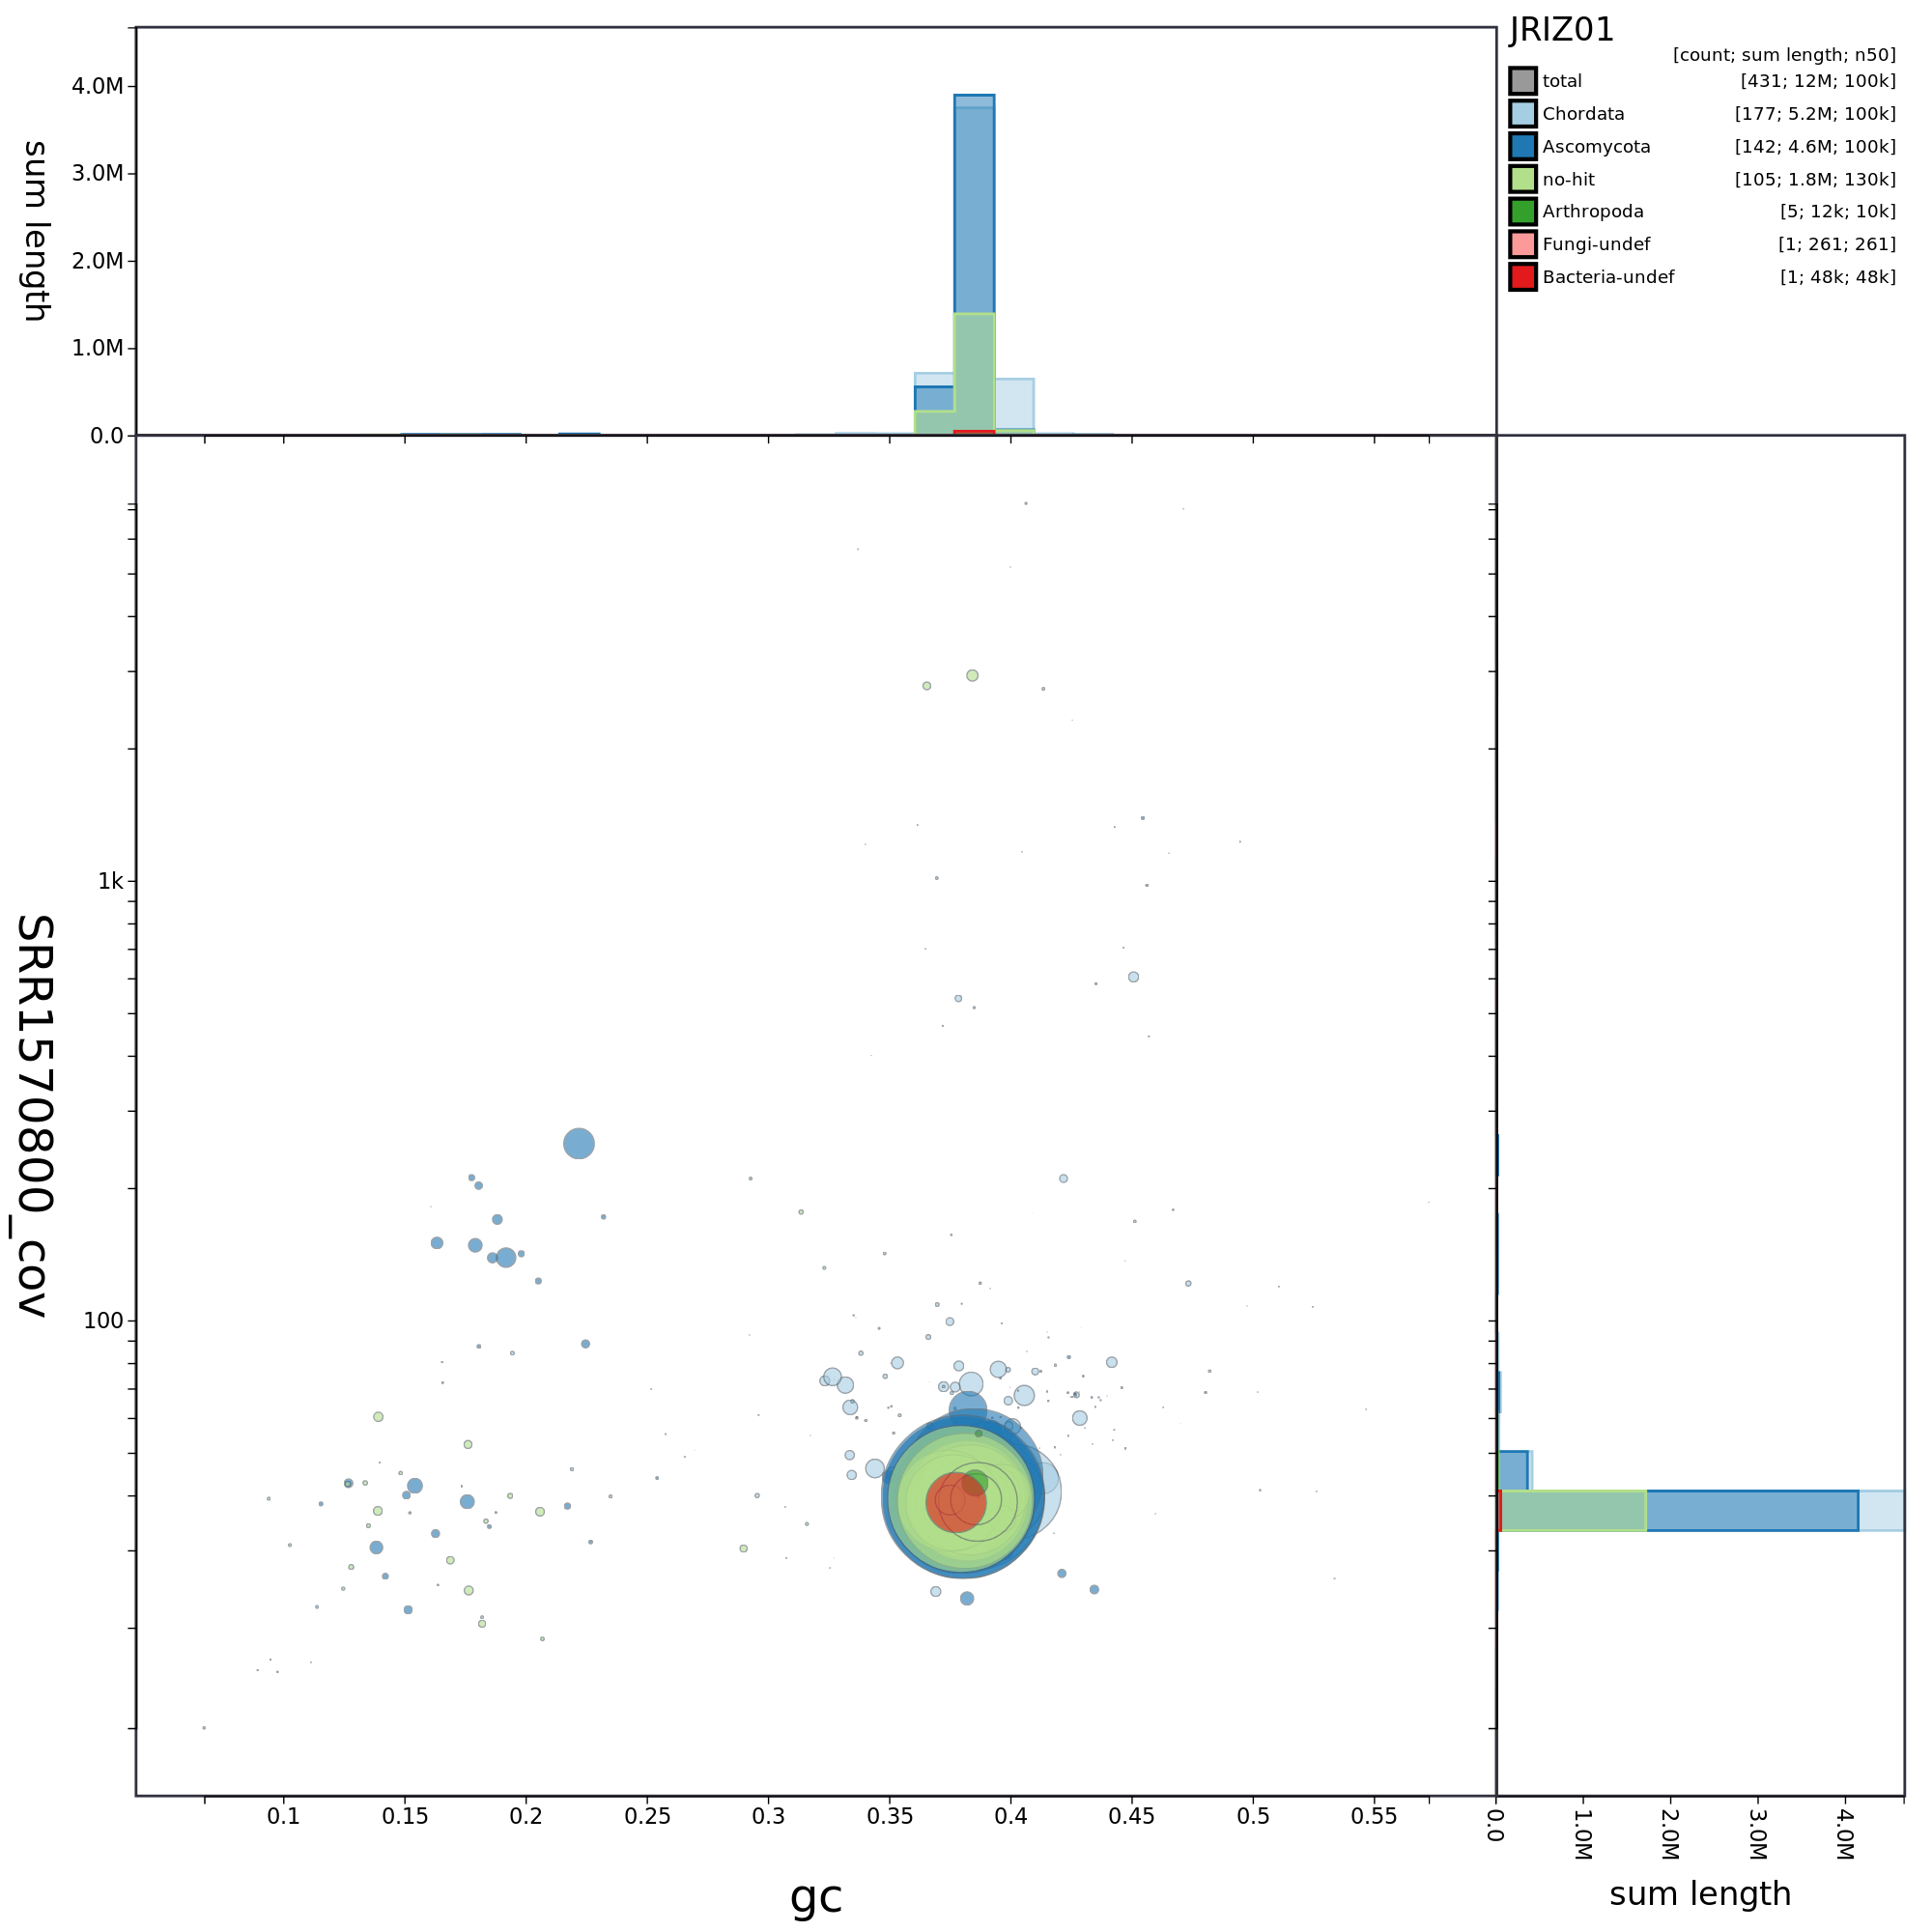 JRIZ01
[count; sum length; n50]
total [431; 12M; 100k]
Chordata [177; 5.2M; 100k]
Ascomycota [142; 4.6M; 100k]
no-hit [105; 1.8M; 130k]
Arthropoda [5; 12k; 10k]
Fungi-undef [1; 261; 261]
Bacteria-undef [1; 48k; 48k]
sum length
4.0M
3.0M
2.0M
1.0M
0.0
SRR1570800_cov
1k
100
0.1 0.15 0.2 0.25 0.3 0.35 0.4 0.45 0.5 0.55
gc
0.0 1.0M 2.0M 3.0M 4.0M
sum length